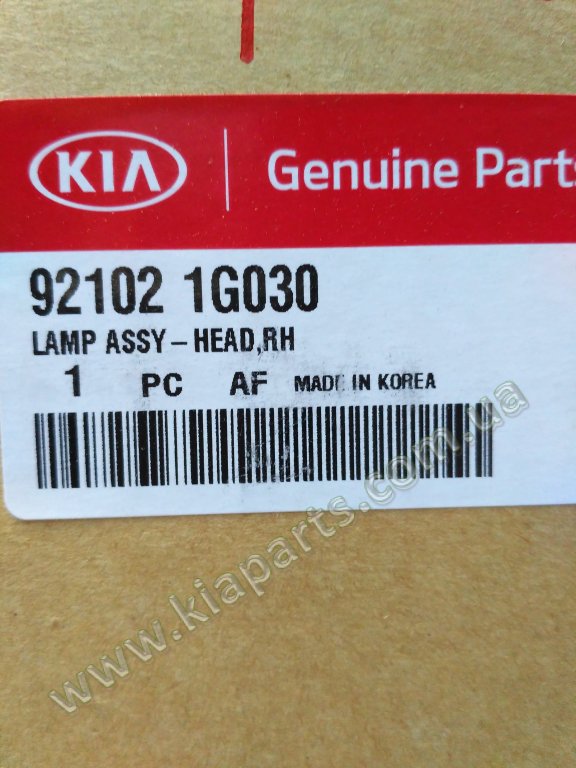 KIA Genuine Parts
92102 1G030
LAMP ASSY – HEAD,RH
1 PC AF MADE IN KOREA
www.kiaparts.com.ua